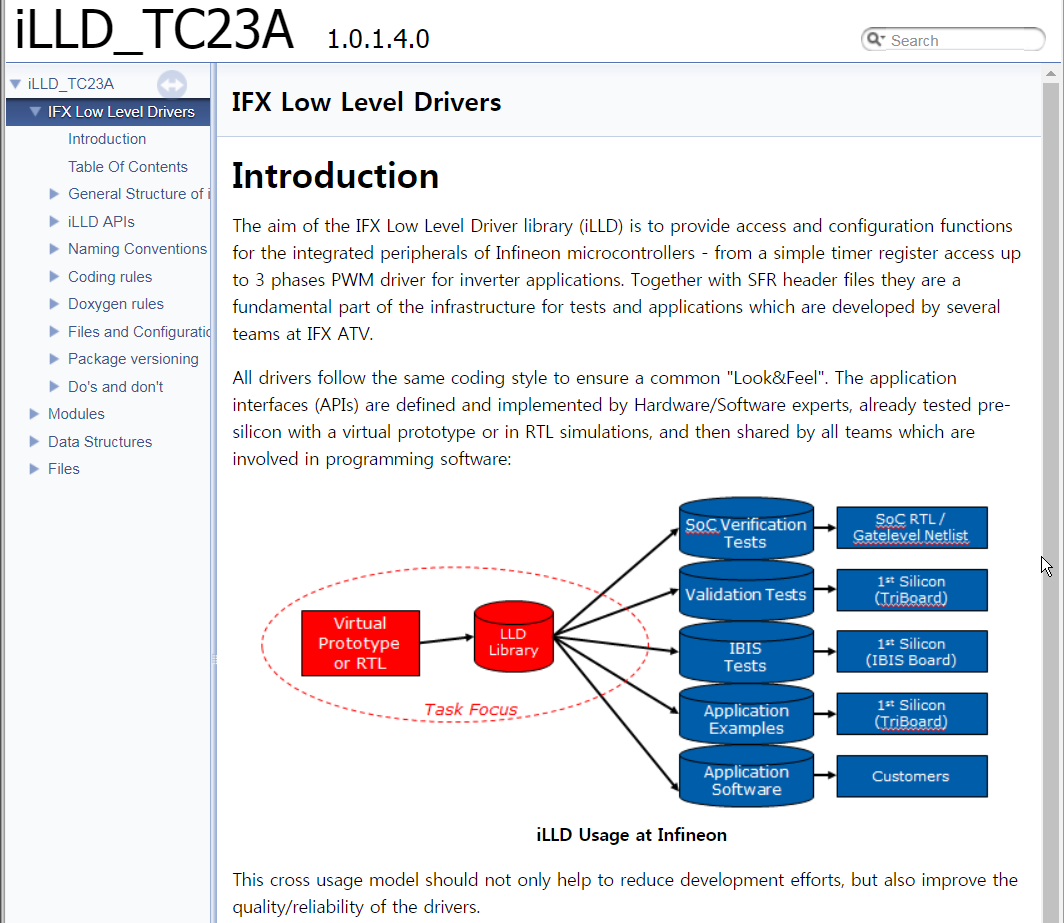 iLLD_TC23A 1.0.1.4.0
Search
iLLD_TC23A
IFX Low Level Drivers
Introduction
Table Of Contents
General Structure of i
iLLD APIs
Naming Conventions
Coding rules
Doxygen rules
Files and Configuratio
Package versioning
Do's and don't
Modules
Data Structures
Files
IFX Low Level Drivers
Introduction
The aim of the IFX Low Level Driver library (iLLD) is to provide access and configuration functions
for the integrated peripherals of Infineon microcontrollers - from a simple timer register access up
to 3 phases PWM driver for inverter applications. Together with SFR header files they are a
fundamental part of the infrastructure for tests and applications which are developed by several
teams at IFX ATV.
All drivers follow the same coding style to ensure a common "Look&Feel". The application
interfaces (APIs) are defined and implemented by Hardware/Software experts, already tested pre-
silicon with a virtual prototype or in RTL simulations, and then shared by all teams which are
involved in programming software:
Virtual
Prototype
or RTL
LLD
Library
Task Focus
SoC Verification
Tests
SoC RTL /
Gatelevel Netlist
Validation Tests
1st Silicon
(TriBoard)
IBIS
Tests
1st Silicon
(IBIS Board)
Application
Examples
1st Silicon
(TriBoard)
Application
Software
Customers
iLLD Usage at Infineon
This cross usage model should not only help to reduce development efforts, but also improve the
quality/reliability of the drivers.